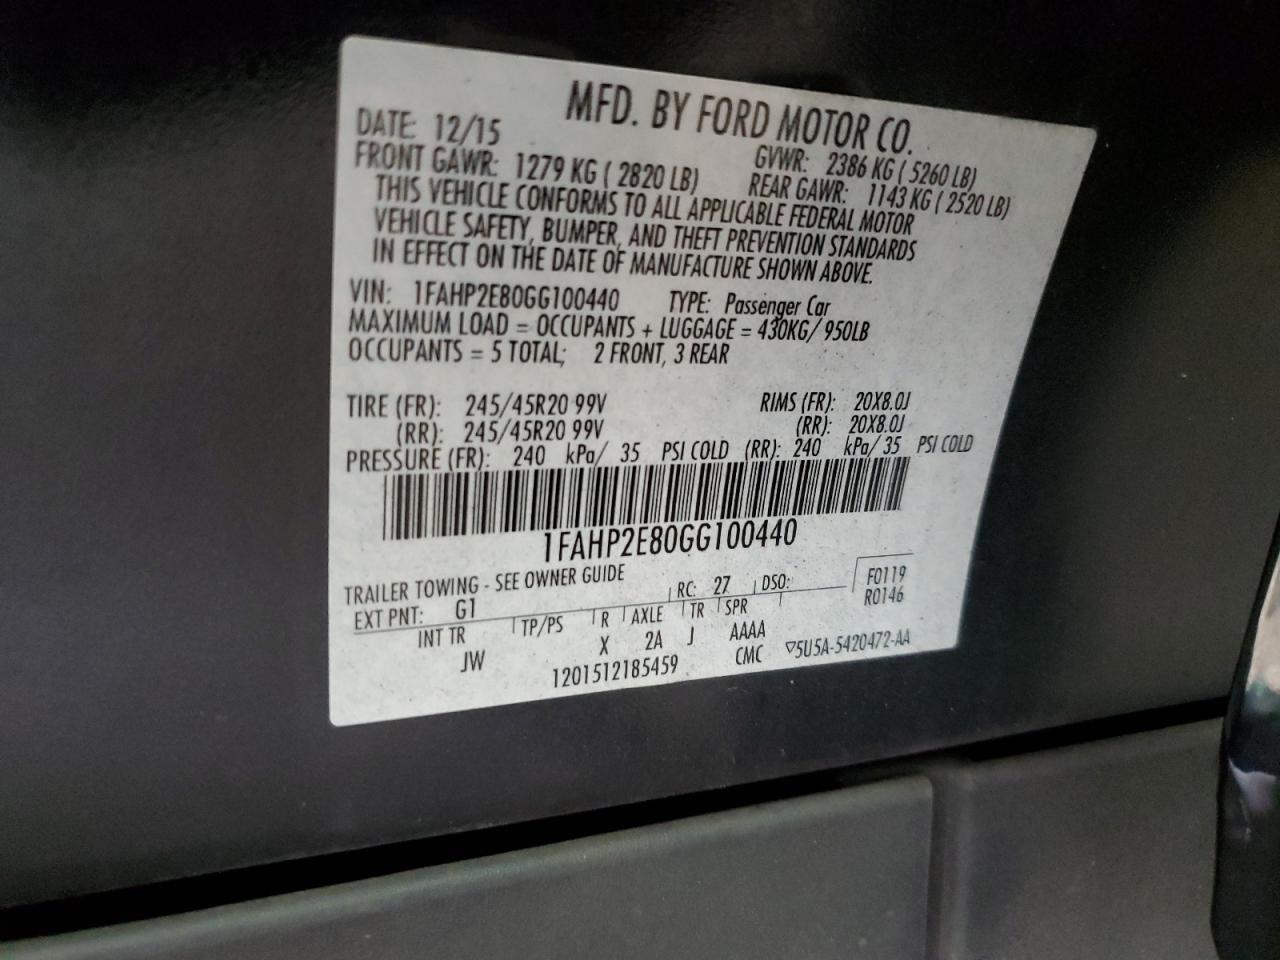 MFD. BY FORD MOTOR CO.
DATE: 12/15 GVWR: 2386 KG ( 5260 LB)
FRONT GAWR: 1279 KG ( 2820 LB) REAR GAWR: 1143 KG ( 2520 LB)
THIS VEHICLE CONFORMS TO ALL APPLICABLE FEDERAL MOTOR
VEHICLE SAFETY, BUMPER, AND THEFT PREVENTION STANDARDS
IN EFFECT ON THE DATE OF MANUFACTURE SHOWN ABOVE.
VIN: 1FAHP2E80GG100440 TYPE: Passenger Car
MAXIMUM LOAD = OCCUPANTS + LUGGAGE = 430KG/ 950LB
OCCUPANTS = 5 TOTAL; 2 FRONT, 3 REAR
TIRE (FR): 245/45R20 99V RIMS (FR): 20X8.0J
(RR): 245/45R20 99V (RR): 20X8.0J
PRESSURE (FR): 240 kPa/ 35 PSI COLD (RR): 240 kPa/ 35 PSI COLD
1FAHP2E80GG100440
TRAILER TOWING - SEE OWNER GUIDE
EXT PNT: G1 RC: 27 DSO: F0119
R0146
INT TR TP/PS R AXLE TR SPR
JW X 2A J AAAA
1201512185459 CMC ▽5U5A-5420472-AA